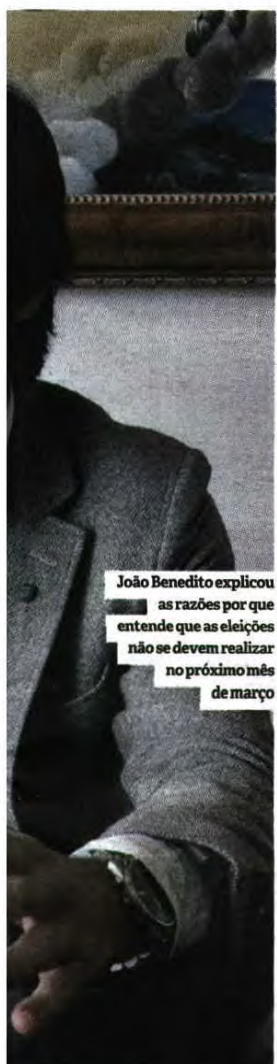 João Benedito explicou
as razões por que
entende que as eleições
não se devem realizar
no próximo mês
de março